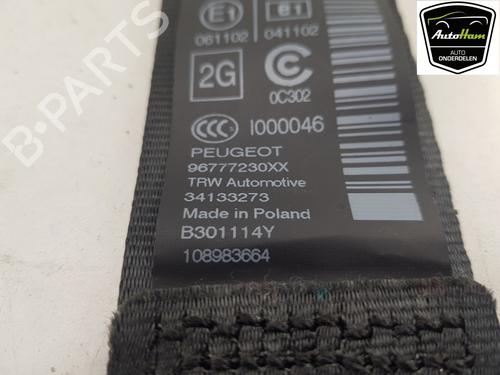 E1
e1
061102
041102
2G
C
0C302
CCC
I000046
PEUGEOT
96777230XX
TRW Automotive
34133273
Made in Poland
B301114Y
108983664
B-PARTS
AutoHam
AUTO
ONDERDELEN